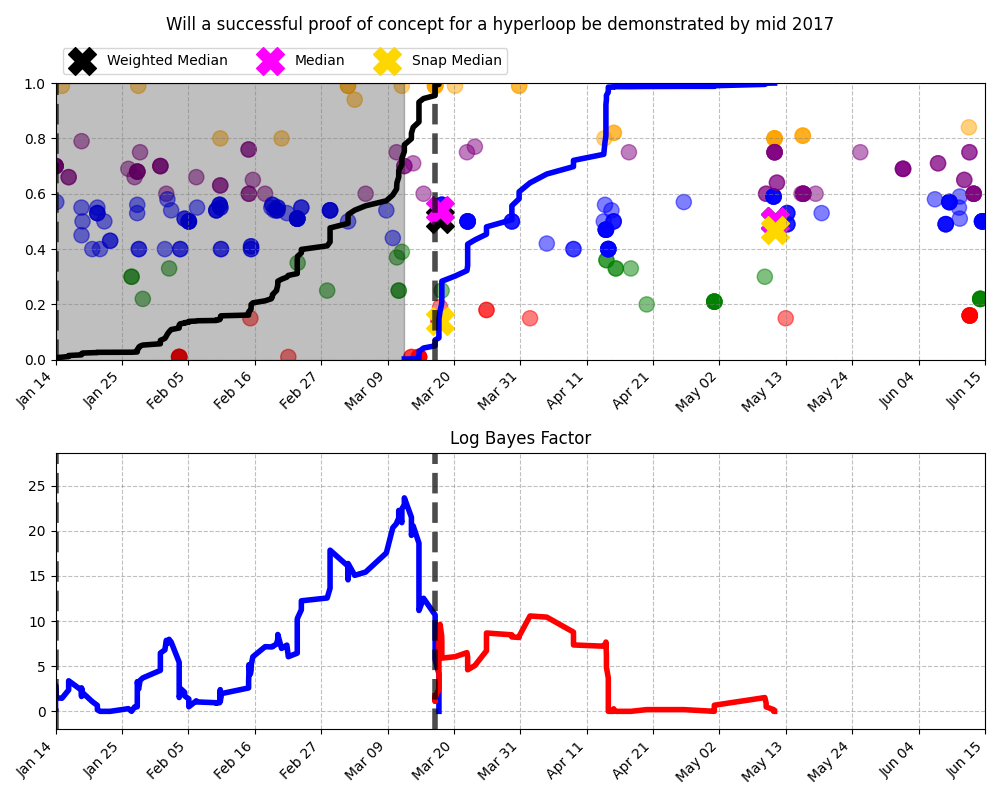 Will a successful proof of concept for a hyperloop be demonstrated by mid 2017
Weighted Median Median Snap Median
1.0
0.8
0.6
0.4
0.2
0.0
Jan 14 Jan 25 Feb 05 Feb 16 Feb 27 Mar 09 Mar 20 Mar 31 Apr 11 Apr 21 May 02 May 13 May 24 Jun 04 Jun 15
Log Bayes Factor
25
20
15
10
5
0
Jan 14 Jan 25 Feb 05 Feb 16 Feb 27 Mar 09 Mar 20 Mar 31 Apr 11 Apr 21 May 02 May 13 May 24 Jun 04 Jun 15